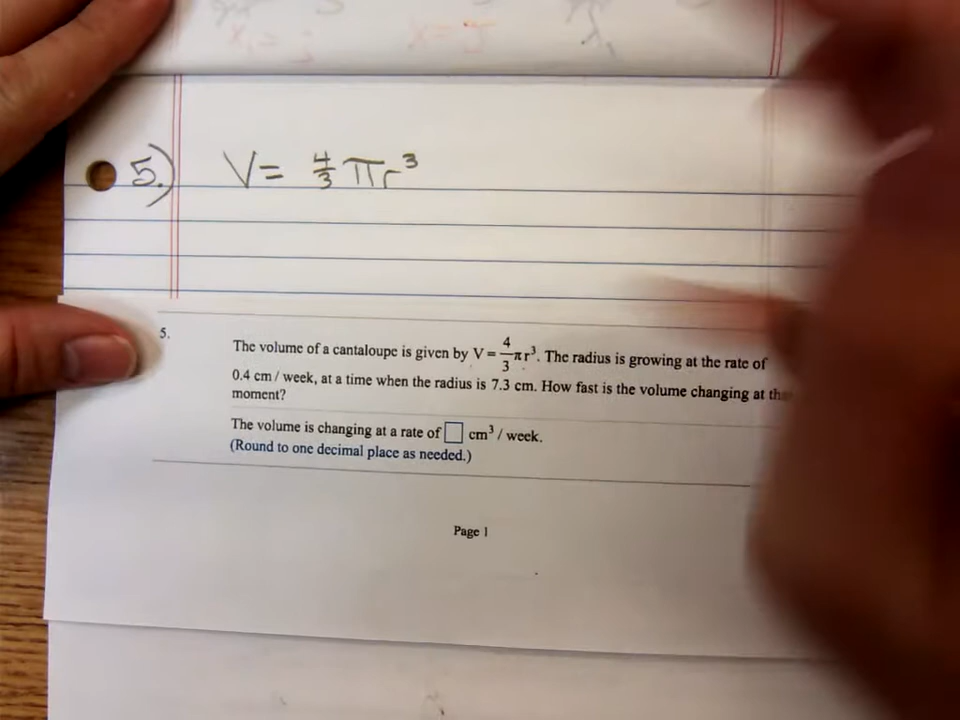 5.) V = 4/3 πr³
5.
The volume of a cantaloupe is given by V = 4/3 πr³. The radius is growing at the rate of
0.4 cm / week, at a time when the radius is 7.3 cm. How fast is the volume changing at
moment?
The volume is changing at a rate of □ cm³ / week.
(Round to one decimal place as needed.)
Page 1